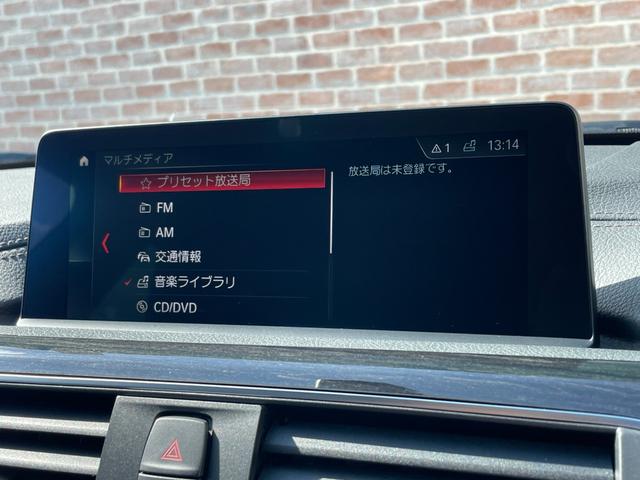 マルチメディア
1 13:14
プリセット放送局
放送局は未登録です。
FM
AM
交通情報
音楽ライブラリ
CD/DVD